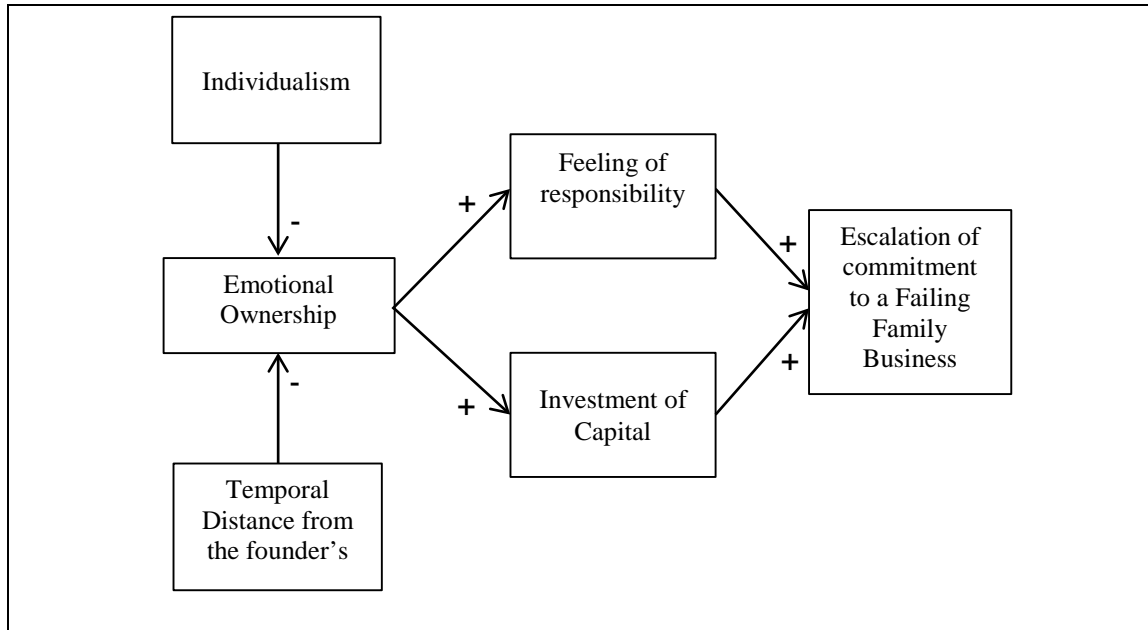 Individualism
-
Emotional
Ownership
-
Temporal
Distance from
the founder’s
+
Feeling of
responsibility
+
Investment of
Capital
+
+
Escalation of
commitment
to a Failing
Family
Business